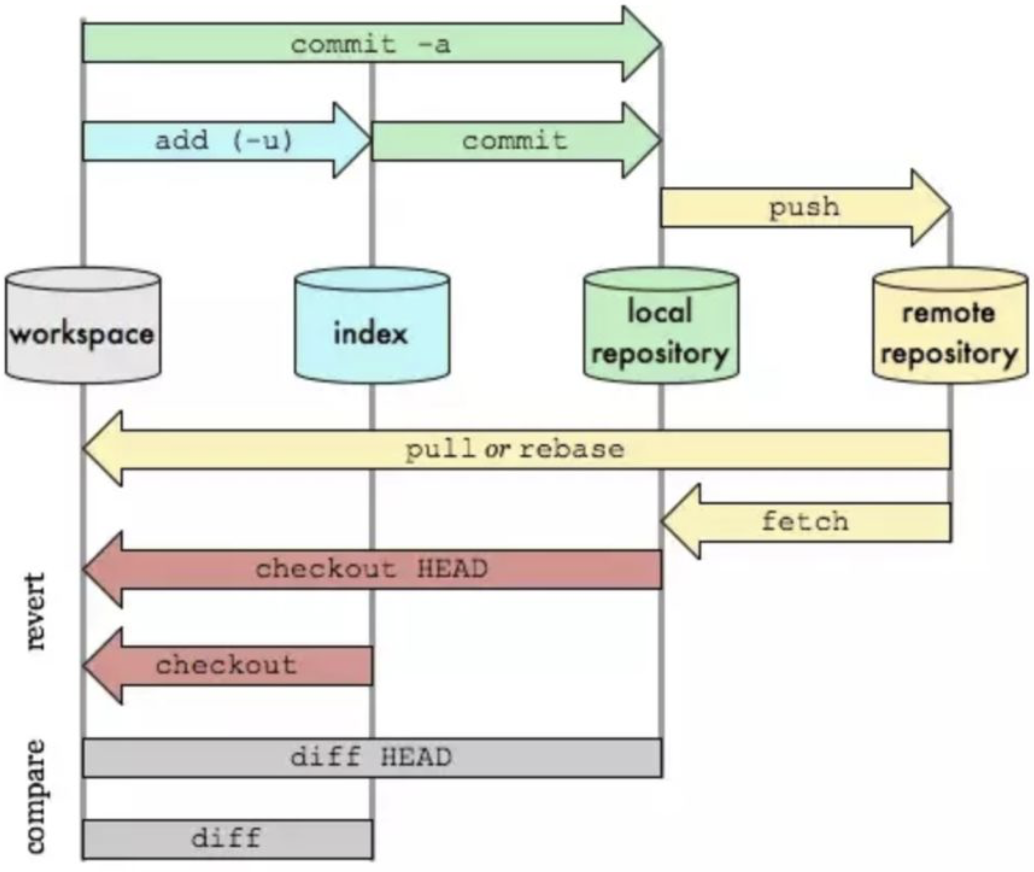 commit -a
add (-u)
commit
push
workspace
index
local
repository
remote
repository
pull or rebase
fetch
checkout HEAD
revert
checkout
diff HEAD
compare
diff